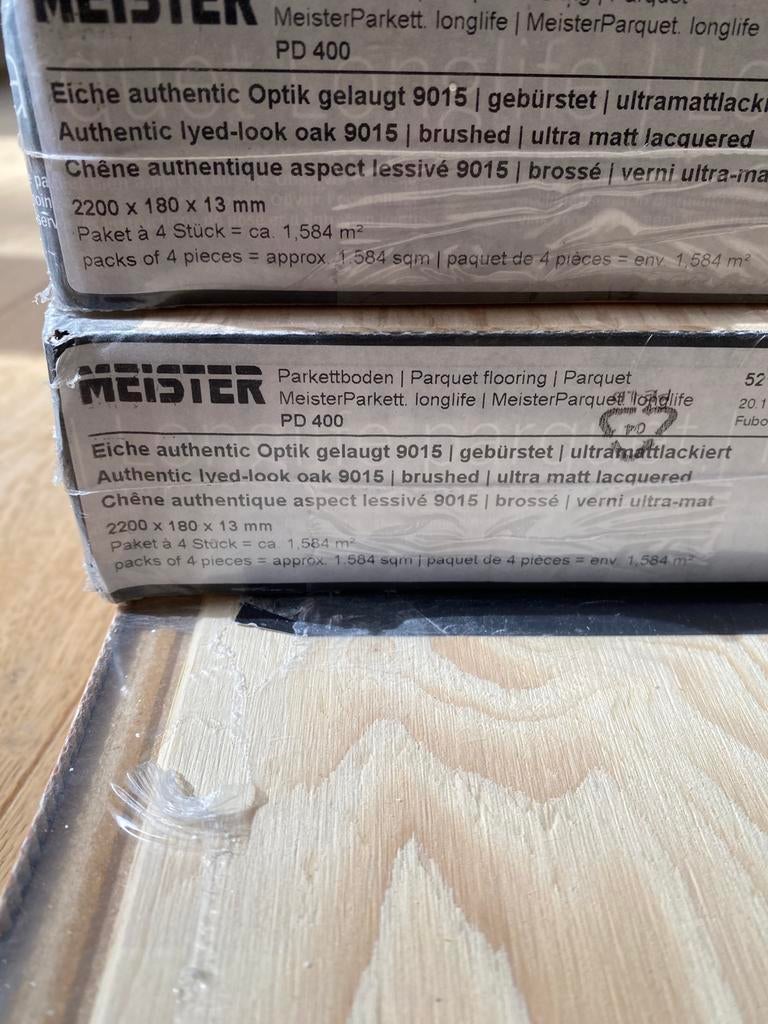 MEISTER
MeisterParkett. longlife | MeisterParquet. longlife
PD 400
Eiche authentic Optik gelaugt 9015 | gebürstet | ultramattlacki
Authentic lyed-look oak 9015 | brushed | ultra matt lacquered
Chêne authentique aspect lessivé 9015 | brossé | verni ultra-ma
2200 x 180 x 13 mm
Paket à 4 Stück = ca. 1,584 m²
packs of 4 pieces = approx. 1.584 sqm | paquet de 4 pièces = env. 1,584 m²
MEISTER
Parkettboden | Parquet flooring | Parquet
52
MeisterParkett. longlife | MeisterParquet. longlife
20.1
PD 400
Fubo
Eiche authentic Optik gelaugt 9015 | gebürstet | ultramattlackiert
Authentic lyed-look oak 9015 | brushed | ultra matt lacquered
Chêne authentique aspect lessivé 9015 | brossé | verni ultra-mat
2200 x 180 x 13 mm
Paket à 4 Stück = ca. 1,584 m²
packs of 4 pieces = approx. 1.584 sqm | paquet de 4 pièces = env. 1,584 m²